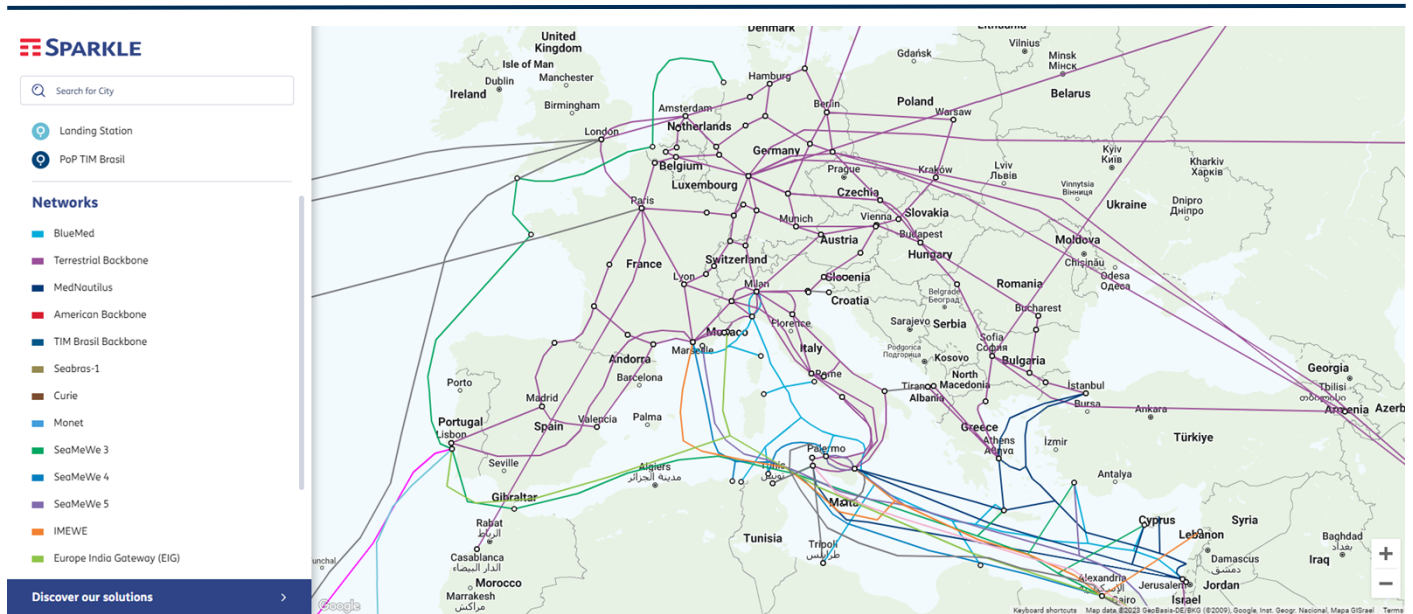 SPARKLE
Search for City
Landing Station
PoP TIM Brasil
Networks
BlueMed
Terrestrial Backbone
MedNautilus
American Backbone
TIM Brasil Backbone
Seabras-1
Curie
Monet
SeaMeWe 3
SeaMeWe 4
SeaMeWe 5
IMEWE
Europe India Gateway (EIG)
Discover our solutions
Denmark
United
Kingdom
Isle of Man
Dublin
Manchester
Ireland
Birmingham
London
Hamburg
Amsterdam
Netherlands
Berlin
Gdańsk
Vilnius
Minsk
Мінск
Belarus
Poland
Warsaw
Germany
Belgium
Luxembourg
Prague
Kraków
Czechia
Lviv
Львів
Kyiv
Київ
Kharkiv
Харків
Vinnytsia
Вінниця
Ukraine
Dnipro
Дніпро
Paris
Munich
Vienna
Slovakia
Austria
Budapest
Hungary
Moldova
Chișinău
Odesa
Одеса
France
Switzerland
Lyon
Milan
Slovenia
Croatia
Romania
Belgrade
Београд
Bucharest
Monaco
Marseille
Florence
Italy
Sarajevo
Serbia
Sofia
София
Bulgaria
Podgorica
Подгорица
Kosovo
Andorra
Barcelona
Rome
North
Macedonia
Tirana
Albania
Istanbul
Bursa
Georgia
Tbilisi
თბილისი
Armenia
Azerb
Porto
Madrid
Portugal
Lisbon
Spain
Valencia
Palma
Greece
Athens
Αθήνα
İzmir
Ankara
Türkiye
Seville
Palermo
Antalya
Gibraltar
Algiers
مدينة الجزائر
Tunis
تونس
Malta
Rabat
الرباط
Casablanca
الدار البيضاء
Morocco
Marrakesh
مراكش
unchal
Tunisia
Tripoli
طرابلس
Cyprus
Lebanon
Syria
Damascus
دمشق
Baghdad
بغداد
Iraq
Alexandria
الإسكندرية
Cairo
Jerusalem
Jordan
Israel
Google
Keyboard shortcuts
Map data ©2023 GeoBasis-DE/BKG (©2009), Google, Inst. Geogr. Nacional, Mapa GISrael
Terms